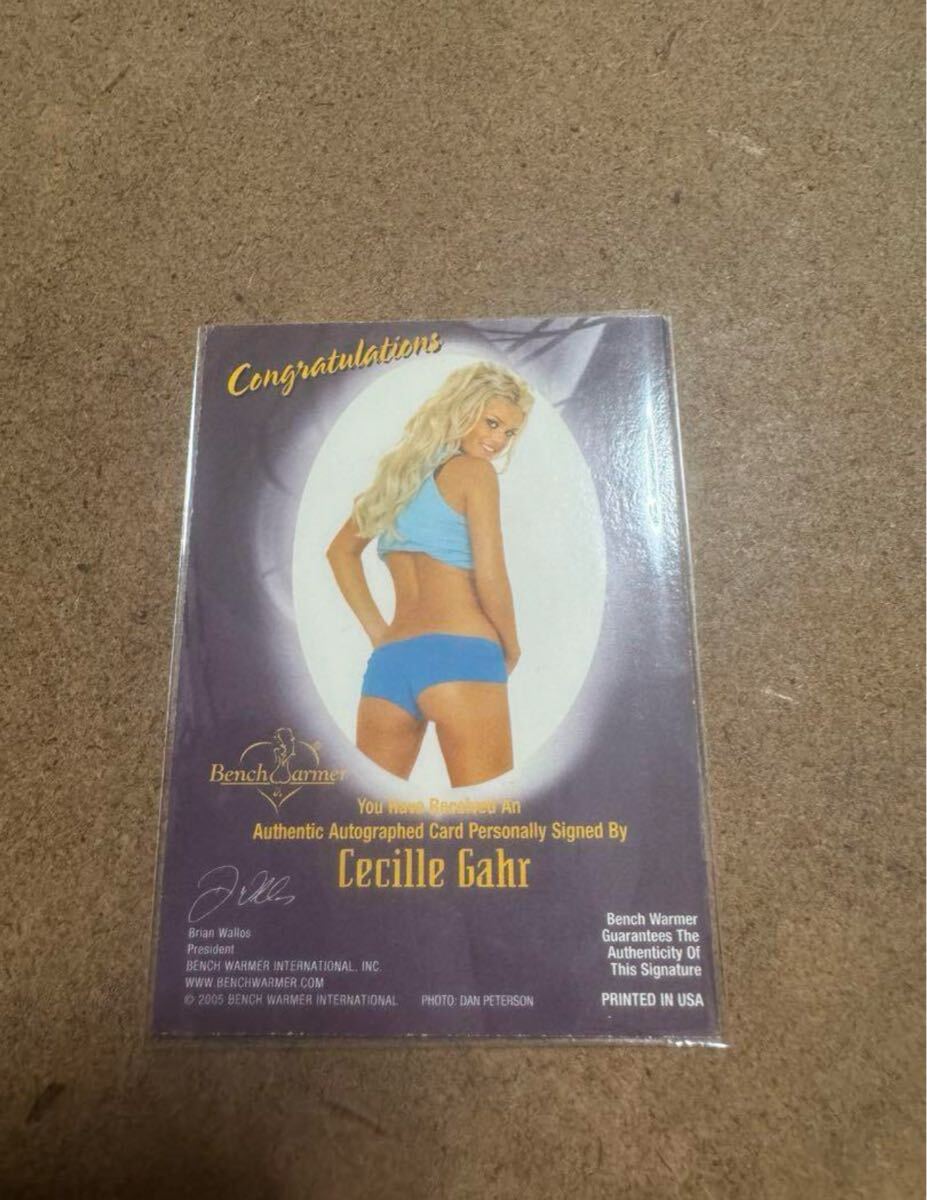 Congratulations
Bench Warmer
You Have Received An
Authentic Autographed Card Personally Signed By
Cecille Gahr
Brian Wallos
President
BENCH WARMER INTERNATIONAL, INC.
WWW.BENCHWARMER.COM
© 2005 BENCH WARMER INTERNATIONAL PHOTO: DAN PETERSON
Bench Warmer
Guarantees The
Authenticity Of
This Signature
PRINTED IN USA